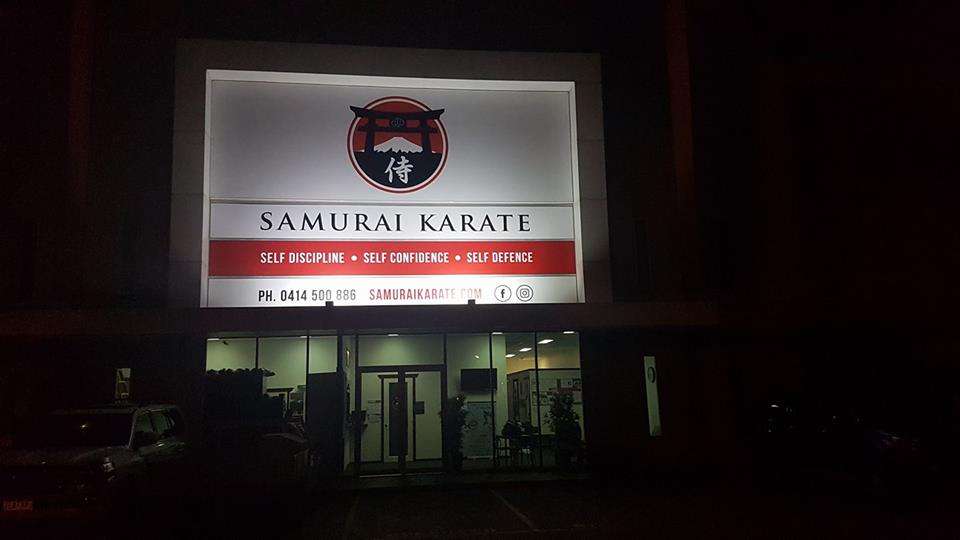 侍
SAMURAI KARATE
SELF DISCIPLINE • SELF CONFIDENCE • SELF DEFENCE
PH. 0414 500 886 SAMURAIKARATE.COM